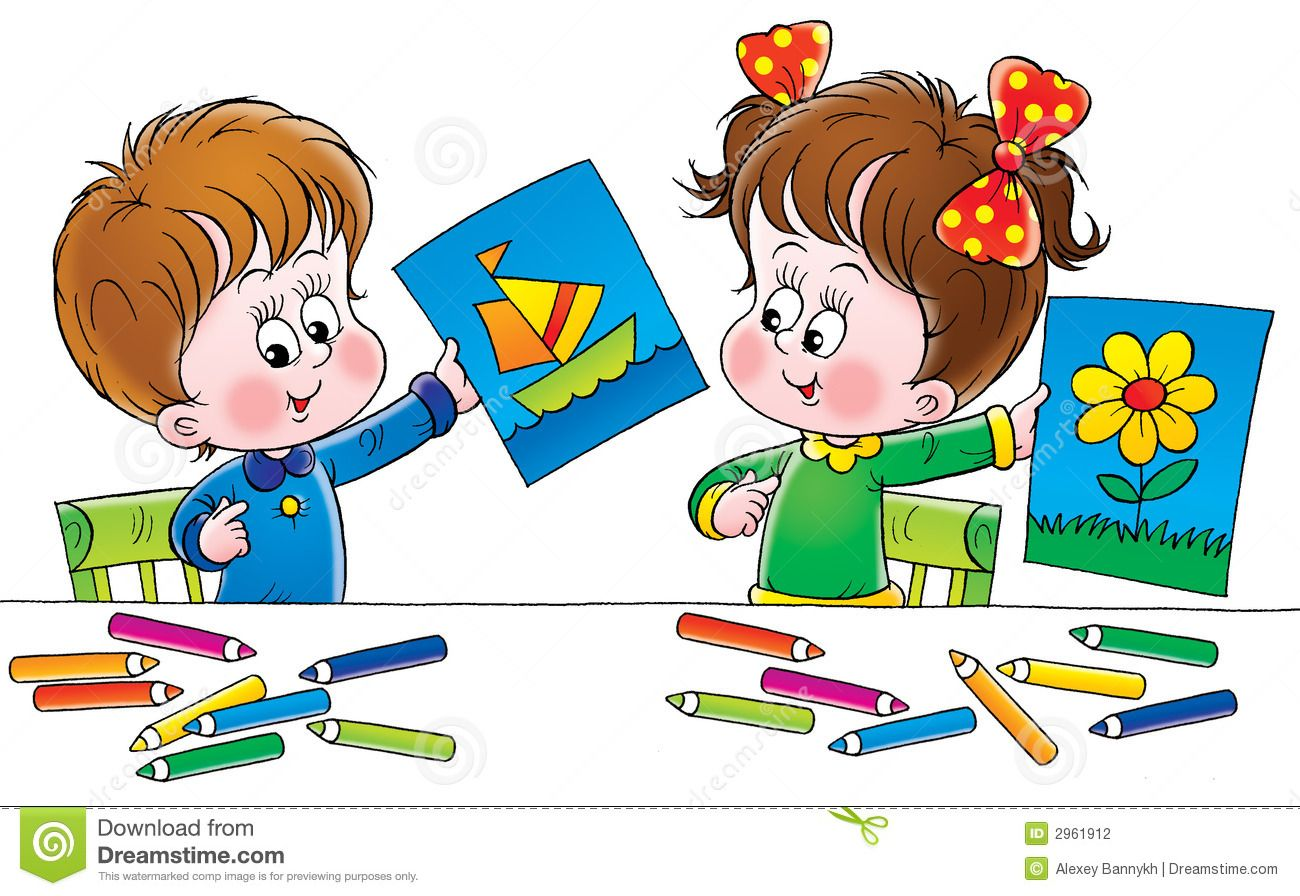 Download from
Dreamstime.com
This watermarked comp image is for previewing purposes only.
ID 2961912
© Alexey Bannykh | Dreamstime.com